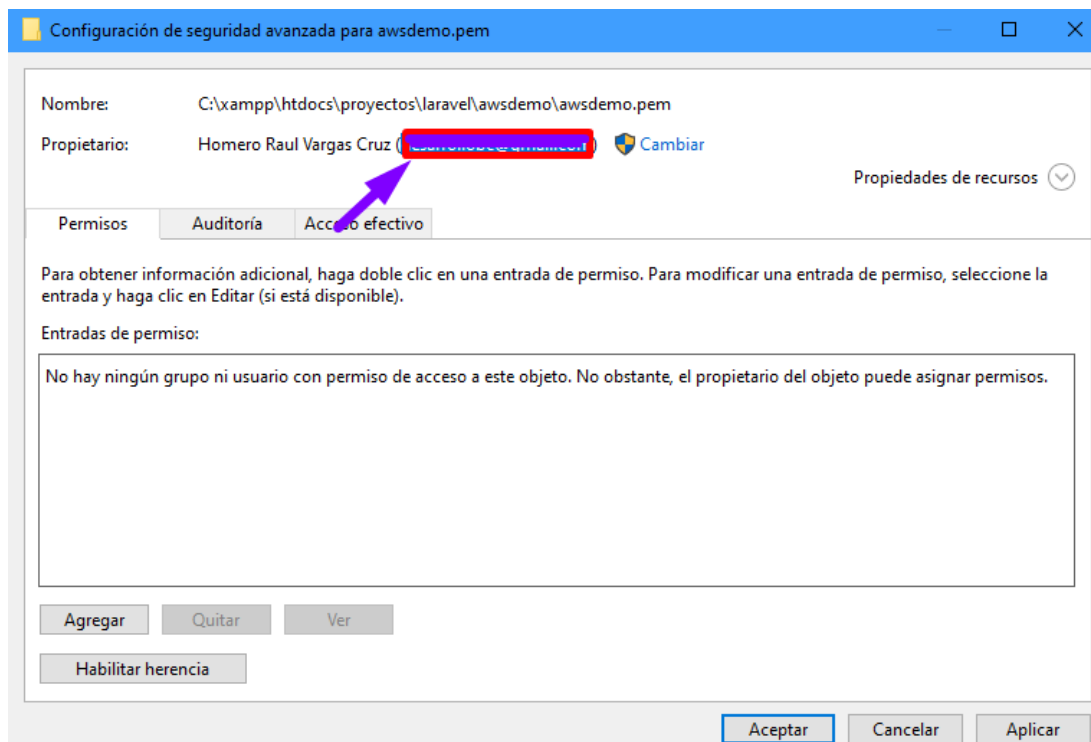 Configuración de seguridad avanzada para awsdemo.pem
Nombre: C:\xampp\htdocs\proyectos\laravel\awsdemo\awsdemo.pem
Propietario: Homero Raul Vargas Cruz ( ) Cambiar
Propiedades de recursos
Permisos Auditoría Acceso efectivo
Para obtener información adicional, haga doble clic en una entrada de permiso. Para modificar una entrada de permiso, seleccione la
entrada y haga clic en Editar (si está disponible).
Entradas de permiso:
No hay ningún grupo ni usuario con permiso de acceso a este objeto. No obstante, el propietario del objeto puede asignar permisos.
Agregar Quitar Ver
Habilitar herencia
Aceptar Cancelar Aplicar